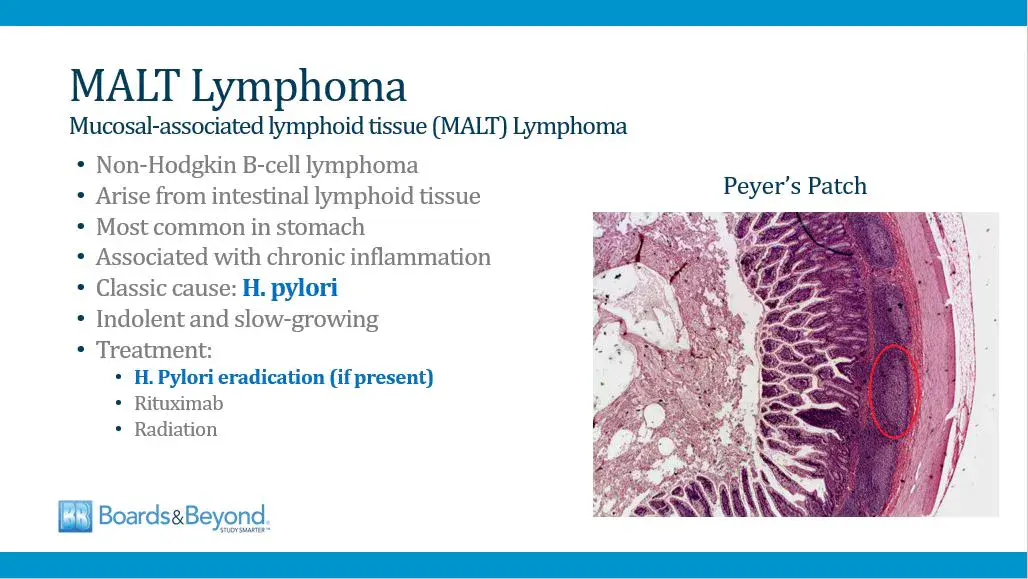 MALT Lymphoma
Mucosal-associated lymphoid tissue (MALT) Lymphoma
• Non-Hodgkin B-cell lymphoma
• Arise from intestinal lymphoid tissue
• Most common in stomach
• Associated with chronic inflammation
• Classic cause: H. pylori
• Indolent and slow-growing
• Treatment:
• H. Pylori eradication (if present)
• Rituximab
• Radiation
Peyer's Patch
BB Boards&Beyond
STUDY SMARTER™